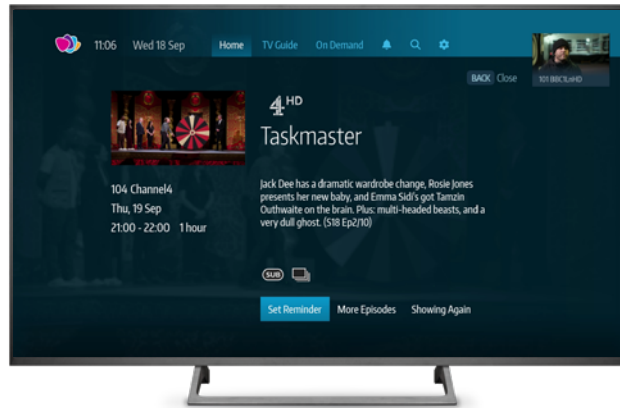 11:06 Wed 18 Sep Home TV Guide On Demand
BACK Close
101 BBC1LnHD
4 HD
Taskmaster
104 Channel4
Thu, 19 Sep
21:00 - 22:00 1 hour
Jack Dee has a dramatic wardrobe change, Rosie Jones
presents her new baby, and Emma Sidi's got Tamzin
Outhwaite on the brain. Plus: multi-headed beasts, and a
very dull ghost. (S18 Ep2/10)
SUB
Set Reminder More Episodes Showing Again